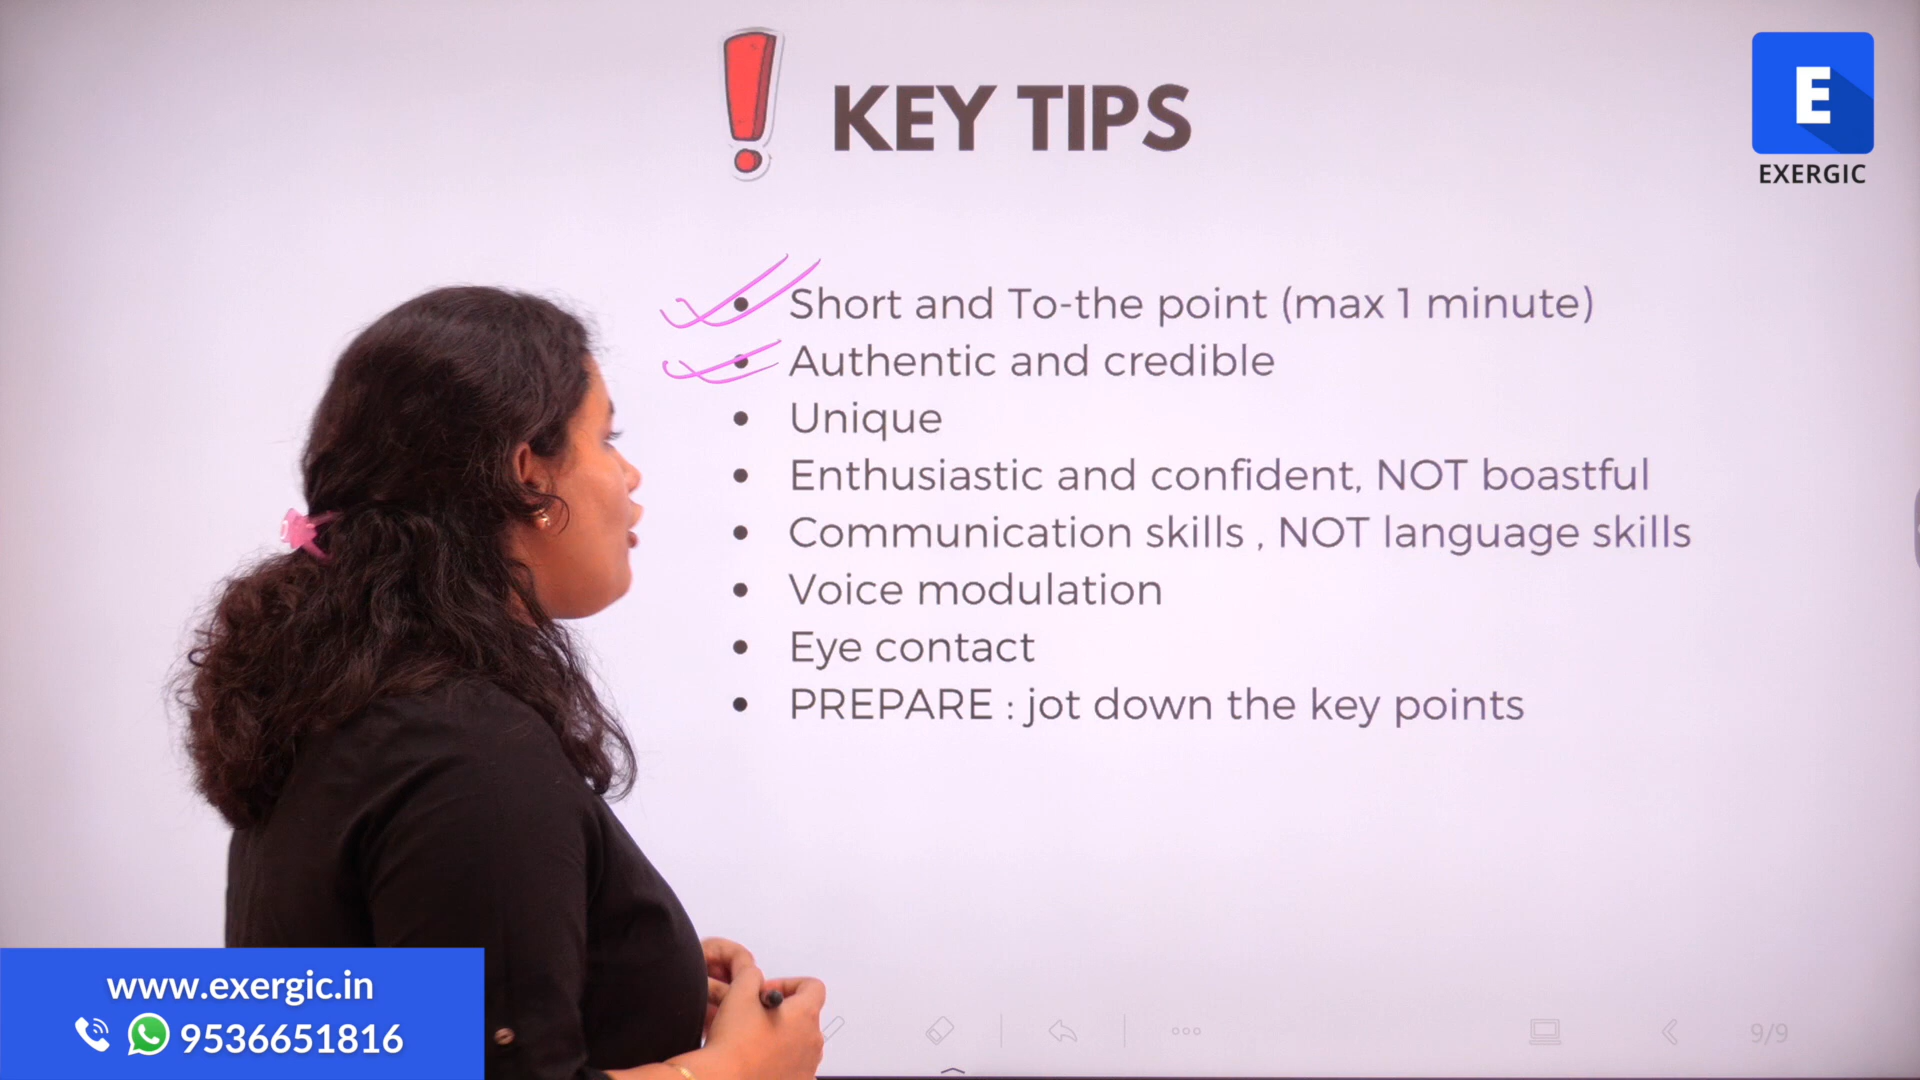 KEY TIPS
E
EXERGIC
• Short and To-the point (max 1 minute)
• Authentic and credible
• Unique
• Enthusiastic and confident, NOT boastful
• Communication skills , NOT language skills
• Voice modulation
• Eye contact
• PREPARE : jot down the key points
www.exergic.in
9536651816
9/9